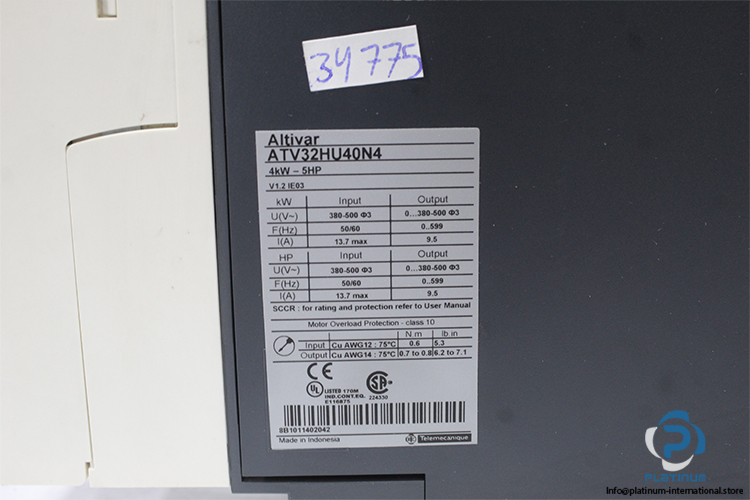 34775
Altivar
ATV32HU40N4
4kW - 5HP
V1.2 IE03
kW Input Output
U(V~) 380-500 Φ3 0...380-500 Φ3
F(Hz) 50/60 0..599
I(A) 13.7 max 9.5
HP Input Output
U(V~) 380-500 Φ3 0...380-500 Φ3
F(Hz) 50/60 0..599
I(A) 13.7 max 9.5
SCCR : for rating and protection refer to User Manual
Motor Overload Protection - class 10
N.m lb.in
Input Cu AWG12 : 75°C 0.6 5.3
Output Cu AWG14 : 75°C 0.7 to 0.8 6.2 to 7.1
CE
UL LISTED 170M
IND.CONT.EQ.
E116875
SA
224330
8B1011402042
Made in Indonesia
Telemecanique
PLATINUM
INTERNATIONAL
Info@platinum-international.store